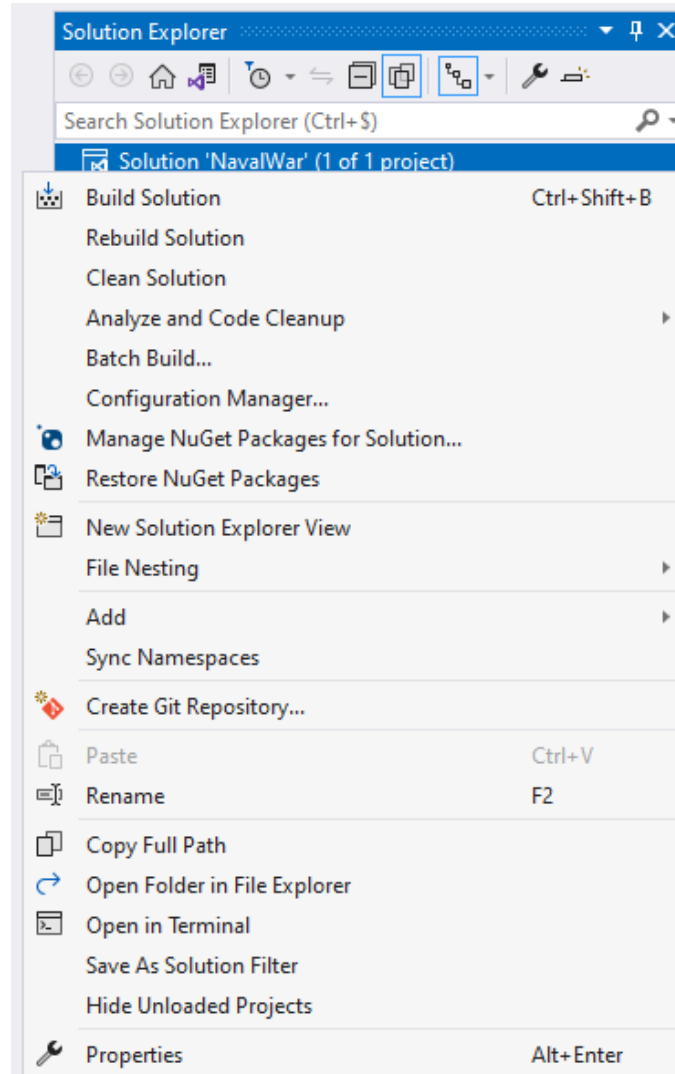 Solution Explorer
Search Solution Explorer (Ctrl+$)
Solution 'NavalWar' (1 of 1 project)
Build Solution Ctrl+Shift+B
Rebuild Solution
Clean Solution
Analyze and Code Cleanup
Batch Build...
Configuration Manager...
Manage NuGet Packages for Solution...
Restore NuGet Packages
New Solution Explorer View
File Nesting
Add
Sync Namespaces
Create Git Repository...
Paste Ctrl+V
Rename F2
Copy Full Path
Open Folder in File Explorer
Open in Terminal
Save As Solution Filter
Hide Unloaded Projects
Properties Alt+Enter